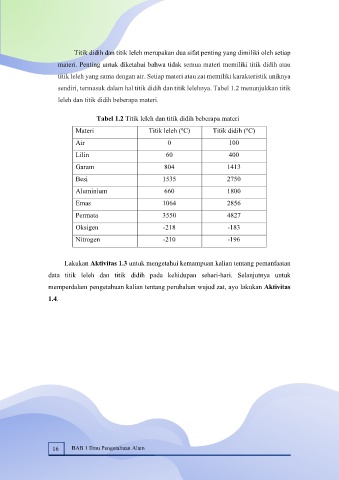 Titik didih dan titik leleh merupakan dua sifat penting yang dimiliki oleh setiap
materi. Penting untuk diketahui bahwa tidak semua materi memiliki titik didih atau
titik leleh yang sama dengan air. Setiap materi atau zat memiliki karakteristik uniknya
sendiri, termasuk dalam hal titik didih dan titik lelehnya. Tabel 1.2 menunjukkan titik
leleh dan titik didih beberapa materi.
Tabel 1.2 Titik leleh dan titik didih beberapa materi
Materi Titik leleh (°C) Titik didih (°C)
Air 0 100
Lilin 60 400
Garam 804 1413
Besi 1535 2750
Aluminium 660 1800
Emas 1064 2856
Permata 3550 4827
Oksigen -218 -183
Nitrogen -210 -196
Lakukan Aktivitas 1.3 untuk mengetahui kemampuan kalian tentang pemanfaatan
data titik leleh dan titik didih pada kehidupan sehari-hari. Selanjutnya untuk
memperdalam pengetahuan kalian tentang perubahan wujud zat, ayo lakukan Aktivitas
1.4.
16 BAB 1 Ilmu Pengetahuan Alam